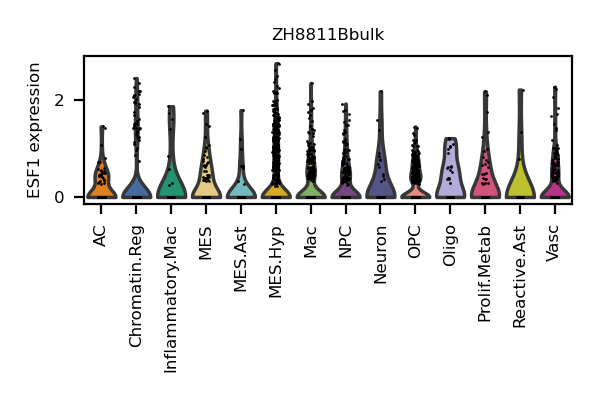 ZH8811Bbulk
ESF1 expression
2
0
AC
Chromatin.Reg
Inflammatory.Mac
MES
MES.Ast
MES.Hyp
Mac
NPC
Neuron
OPC
Oligo
Prolif.Metab
Reactive.Ast
Vasc